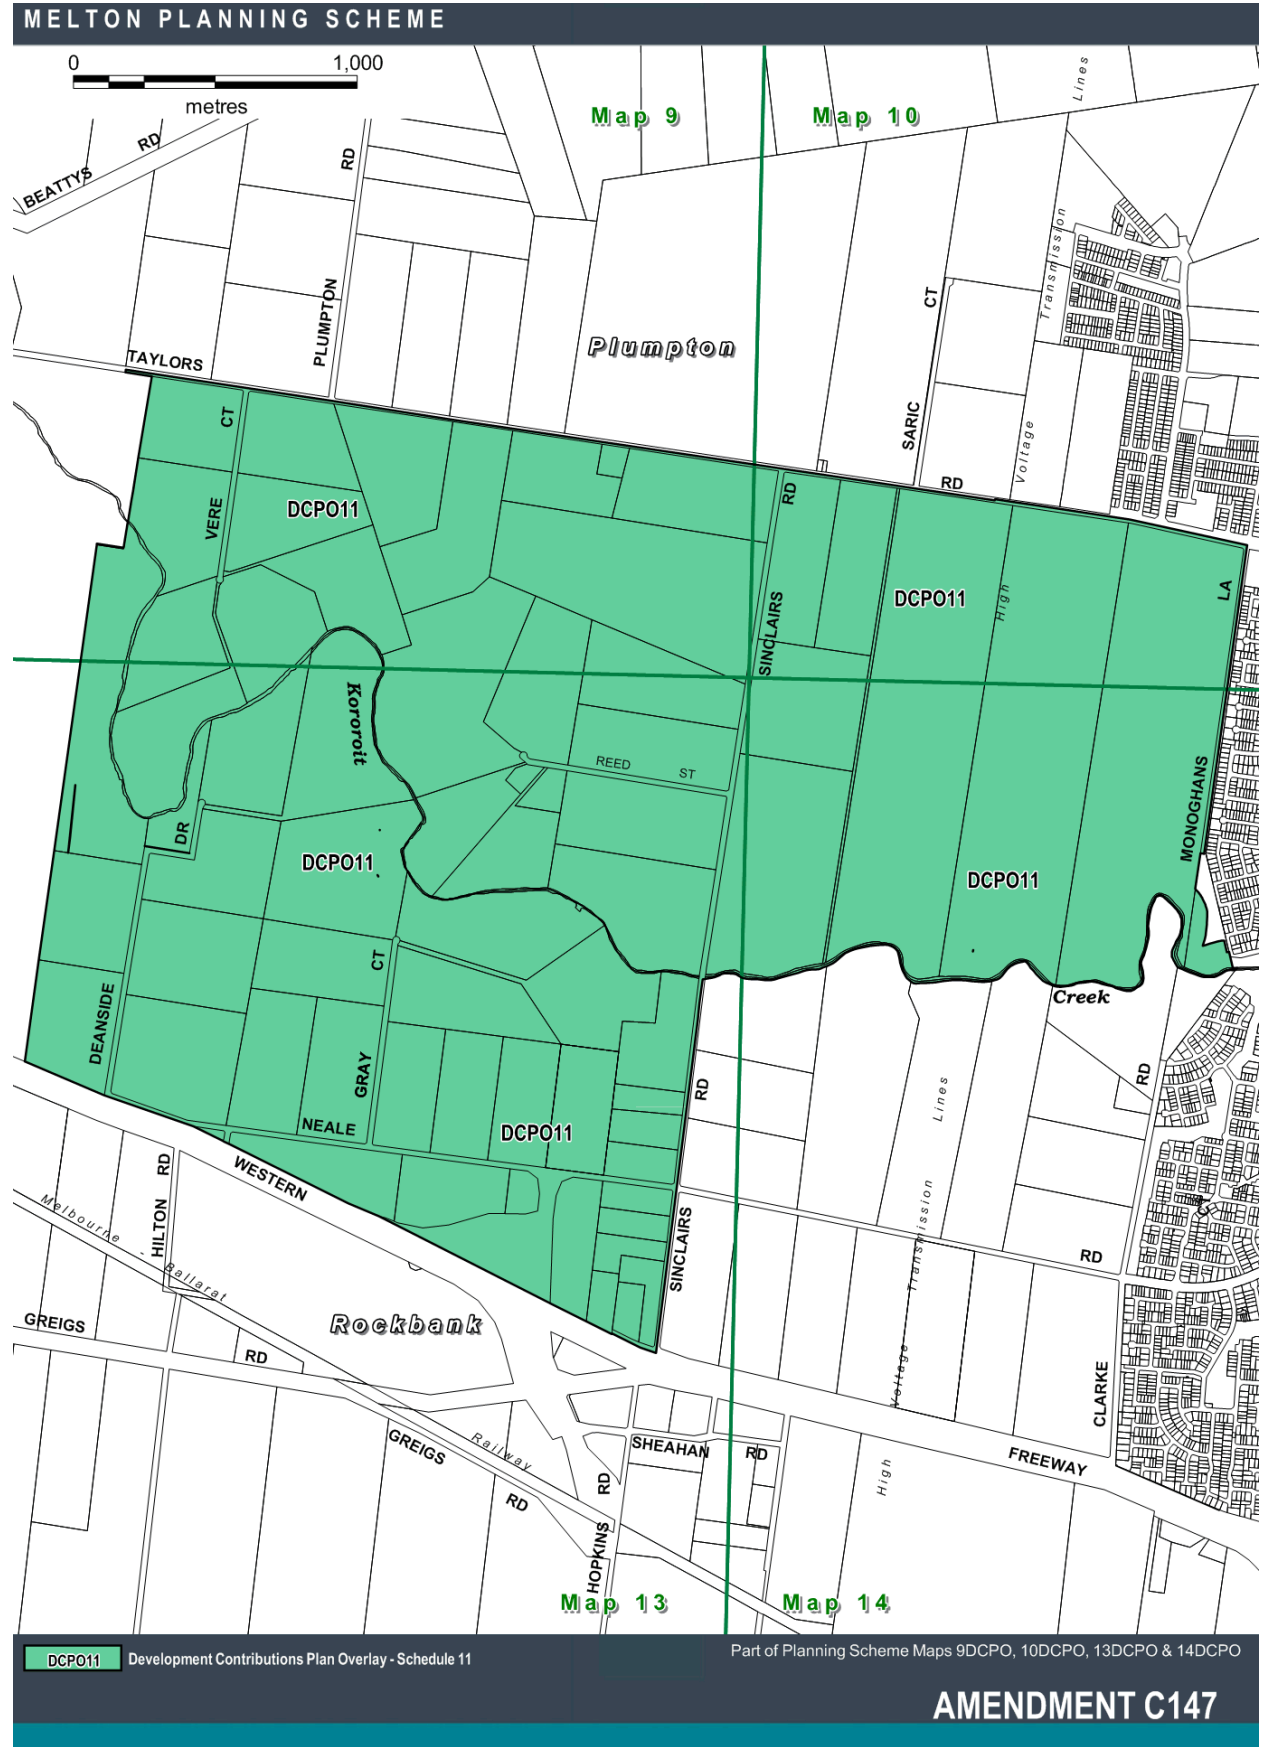 MELTON PLANNING SCHEME
0 1,000
metres
Map 9
Map 10
Lines
BEATTYS RD
RD
PLUMPTON
Transmission
CT
Plumpton
TAYLORS
CT
SARIC
Voltage
RD
RD
VERE
DCPO11
DCPO11
High
LA
SINCLAIRS
Kororoit
REED ST
MONOGHANS
DR
DCPO11
DCPO11
CT
Creek
DEANSIDE
GRAY
RD
Lines
RD
NEALE
DCPO11
WESTERN
RD
HILTON
Transmission
Melbourne - Ballarat
SINCLAIRS
RD
Rockbank
GREIGS
RD
Voltage
CLARKE
GREIGS
Railway
SHEAHAN RD
FREEWAY
High
RD
RD
HOPKINS
Map 13
Map 14
DCPO11 Development Contributions Plan Overlay - Schedule 11
Part of Planning Scheme Maps 9DCPO, 10DCPO, 13DCPO & 14DCPO
AMENDMENT C147